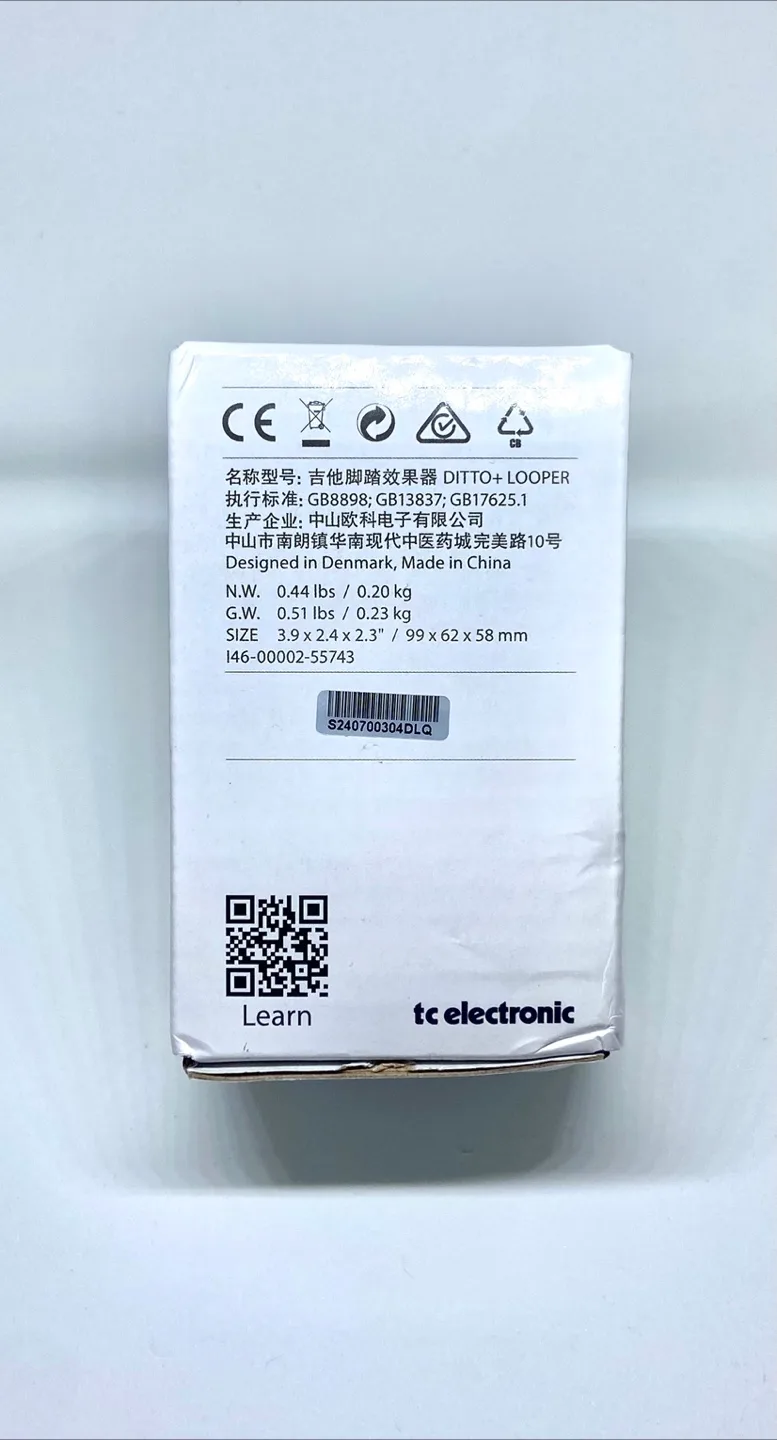 CE
CB
名称型号: 吉他脚踏效果器 DITTO+ LOOPER
执行标准: GB8898; GB13837; GB17625.1
生产企业: 中山欧科电子有限公司
中山市南朗镇华南现代中医药城完美路10号
Designed in Denmark, Made in China
N.W. 0.44 lbs / 0.20 kg
G.W. 0.51 lbs / 0.23 kg
SIZE 3.9 x 2.4 x 2.3" / 99 x 62 x 58 mm
I46-00002-55743
S240700304DLQ
Learn
tc electronic